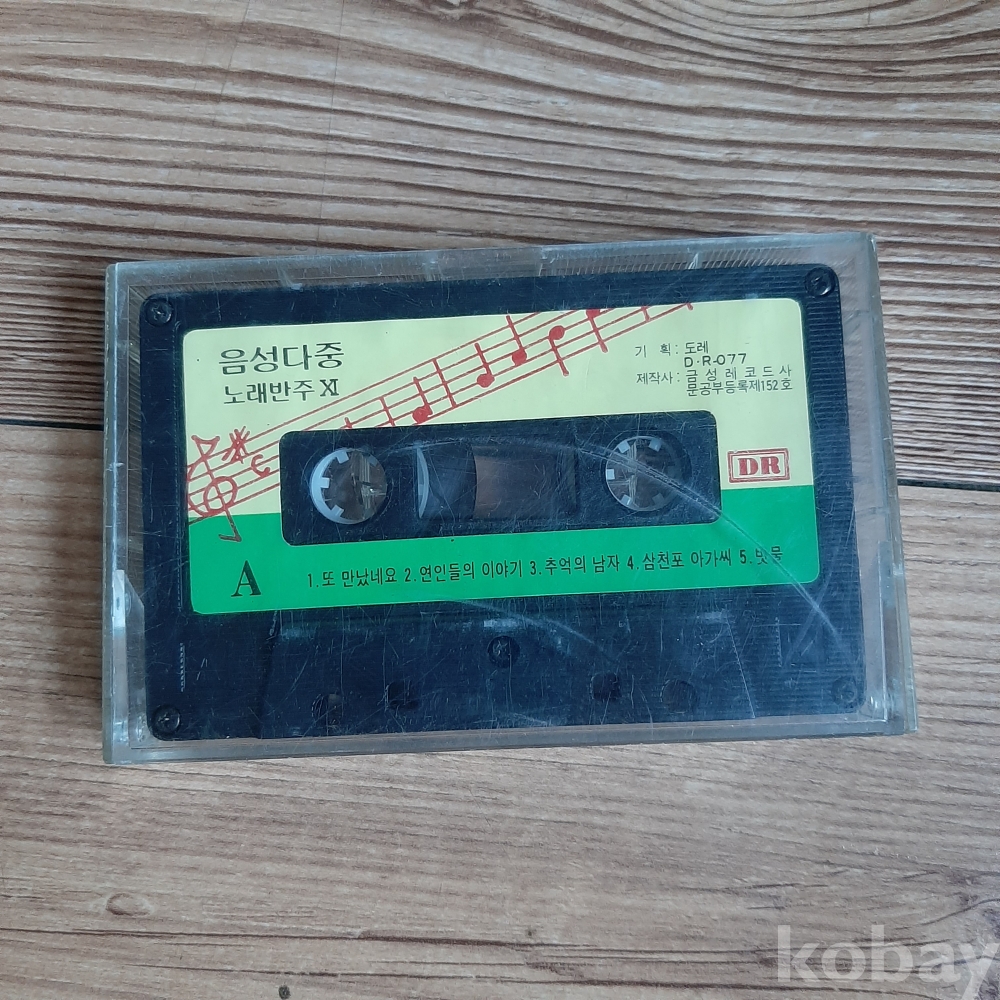 음성다중
노래반주 XI
기 획 : 도레
D·R-077
제작사 : 금성레코드사
문공부등록제152호
DR
A
1. 또 만났네요 2. 연인들의 이야기 3. 추억의 남자 4. 삼천포 아가씨 5. 빗물
kobay